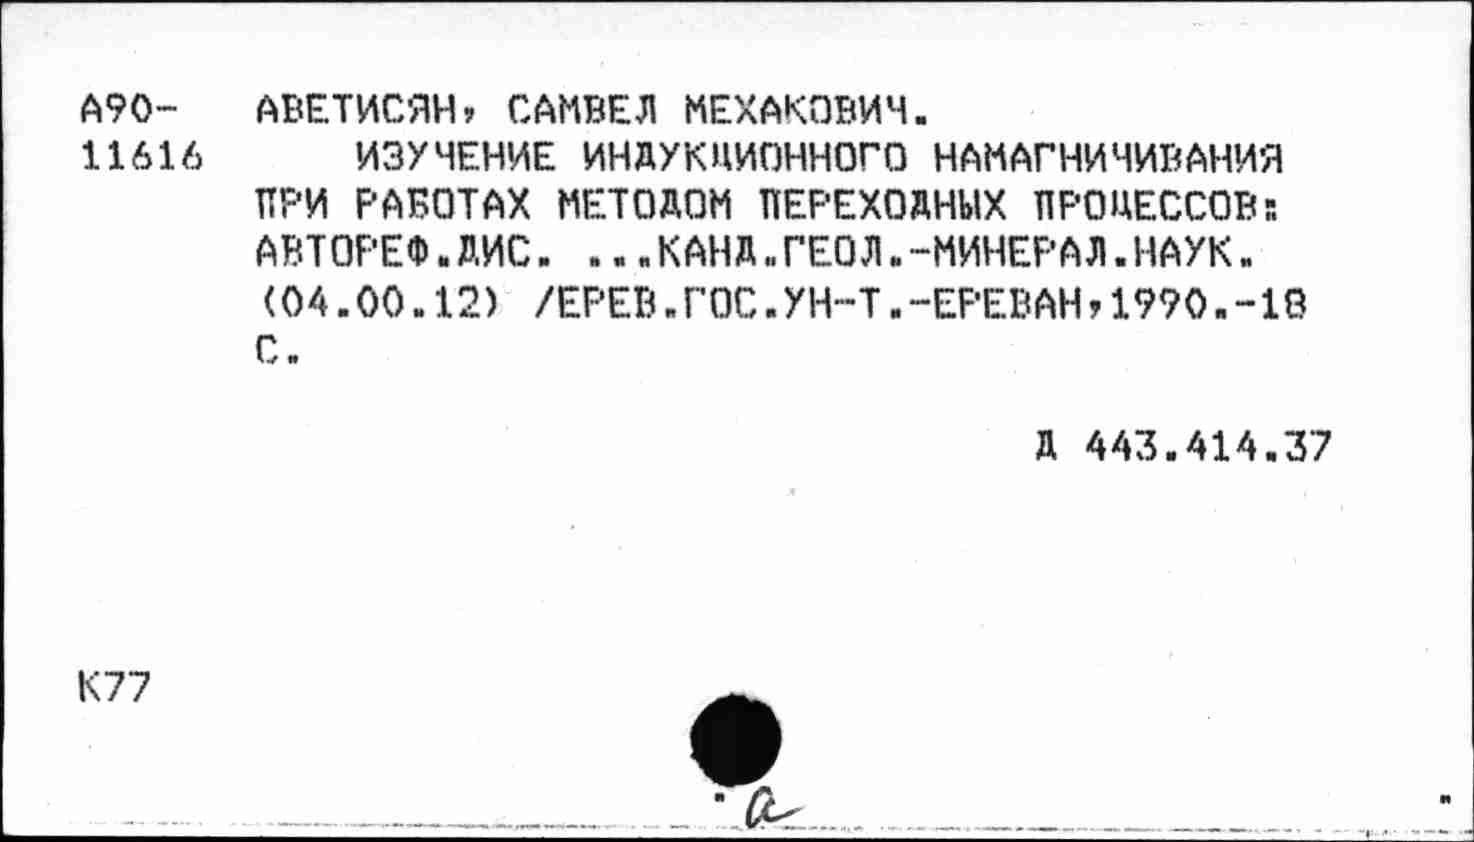 А90- АВЕТИСЯН, САМВЕЛ МЕХАКОВИЧ.
11616 ИЗУЧЕНИЕ ИНДУКЦИОННОГО НАМАГНИЧИВАНИЯ
ПРИ РАБОТАХ МЕТОДОМ ПЕРЕХОДНЫХ ПРОЦЕССОВ:
АВТОРЕФ.ДИС. ...КАНД.ГЕОЛ.-МИНЕРАЛ.НАУК.
(04.00.12) /ЕРЕВ.ГОС.УН-Т.-ЕРЕВАН,1990.-18
С.
Д 443.414.37
К77
а